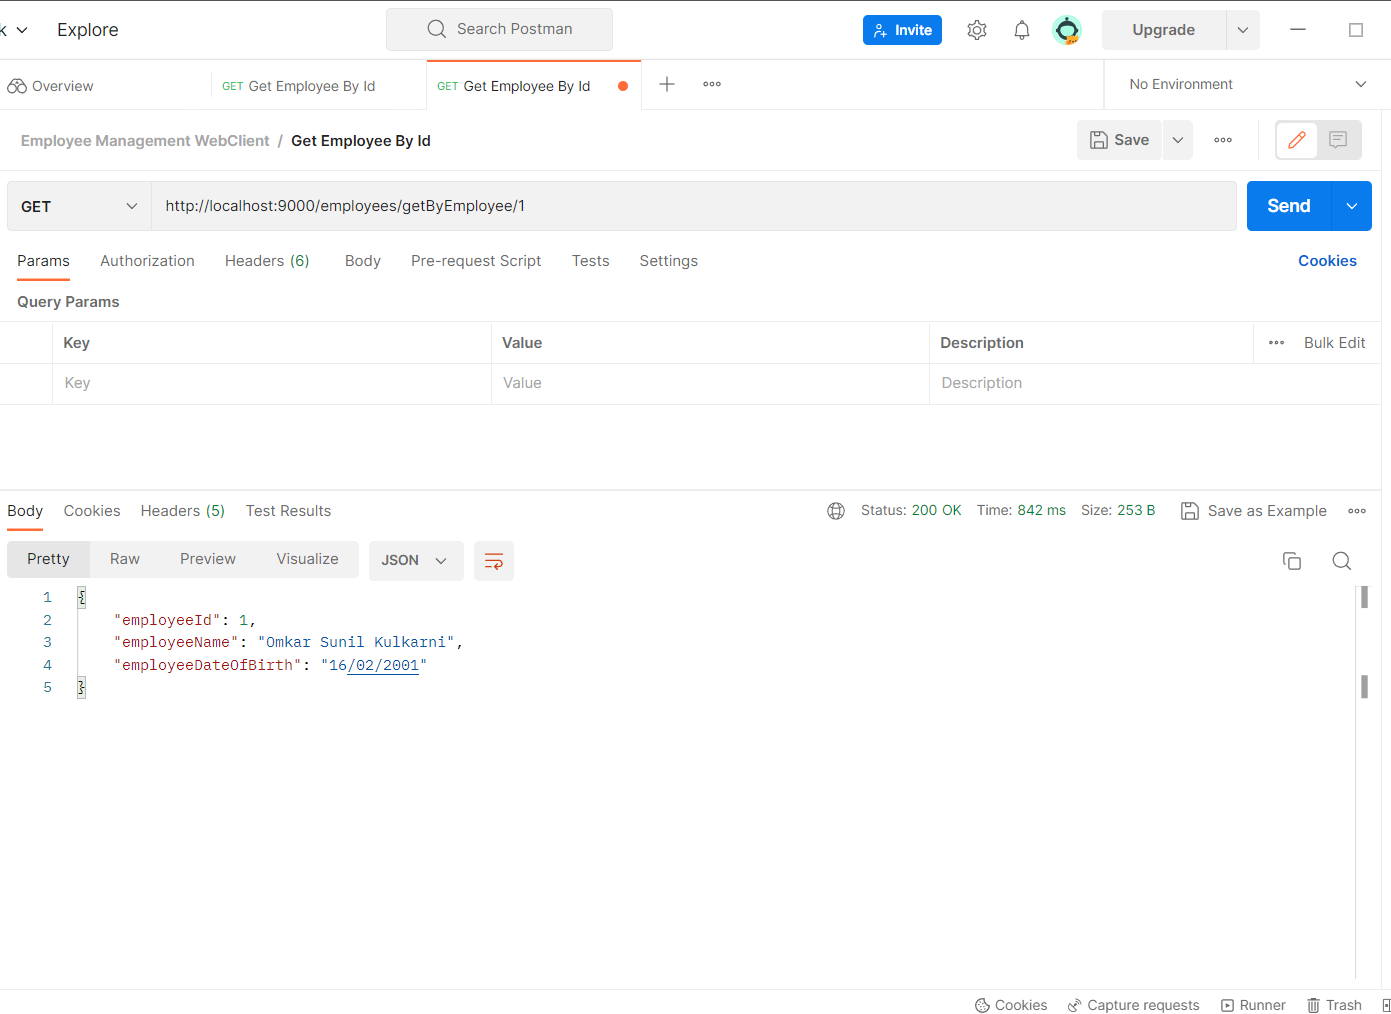 k Explore Search Postman Invite Upgrade
Overview GET Get Employee By Id GET Get Employee By Id No Environment
Employee Management WebClient / Get Employee By Id Save
GET http://localhost:9000/employees/getByEmployee/1 Send
Params Authorization Headers (6) Body Pre-request Script Tests Settings Cookies
Query Params
Key Value Description Bulk Edit
Key Value Description
Body Cookies Headers (5) Test Results Status: 200 OK Time: 842 ms Size: 253 B Save as Example
Pretty Raw Preview Visualize JSON
1 {
2 "employeeId": 1,
3 "employeeName": "Omkar Sunil Kulkarni",
4 "employeeDateOfBirth": "16/02/2001"
5 }
Cookies Capture requests Runner Trash